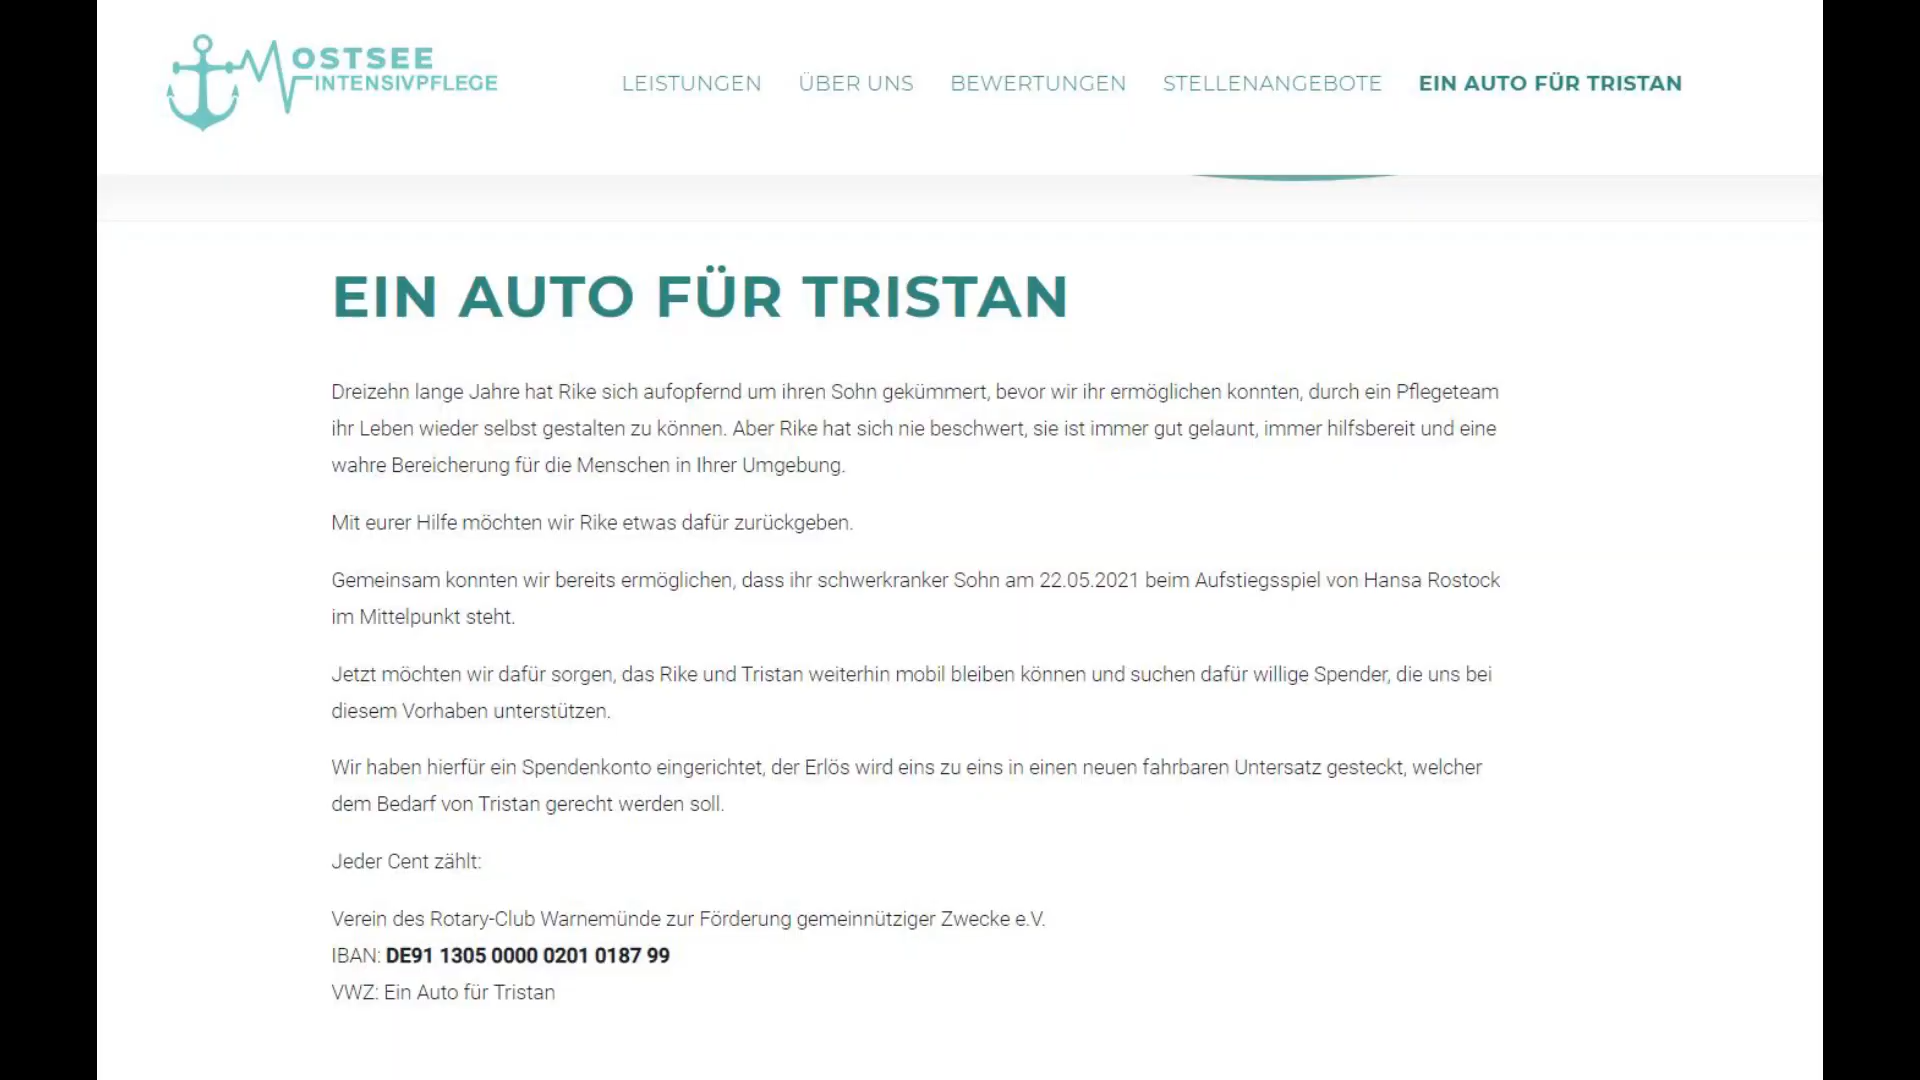 OSTSEE
INTENSIVPFLEGE
LEISTUNGEN ÜBER UNS BEWERTUNGEN STELLENANGEBOTE EIN AUTO FÜR TRISTAN
EIN AUTO FÜR TRISTAN
Dreizehn lange Jahre hat Rike sich aufopfernd um ihren Sohn gekümmert, bevor wir ihr ermöglichen konnten, durch ein Pflegeteam
ihr Leben wieder selbst gestalten zu können. Aber Rike hat sich nie beschwert, sie ist immer gut gelaunt, immer hilfsbereit und eine
wahre Bereicherung für die Menschen in Ihrer Umgebung.
Mit eurer Hilfe möchten wir Rike etwas dafür zurückgeben.
Gemeinsam konnten wir bereits ermöglichen, dass ihr schwerkranker Sohn am 22.05.2021 beim Aufstiegsspiel von Hansa Rostock
im Mittelpunkt steht.
Jetzt möchten wir dafür sorgen, das Rike und Tristan weiterhin mobil bleiben können und suchen dafür willige Spender, die uns bei
diesem Vorhaben unterstützen.
Wir haben hierfür ein Spendenkonto eingerichtet, der Erlös wird eins zu eins in einen neuen fahrbaren Untersatz gesteckt, welcher
dem Bedarf von Tristan gerecht werden soll.
Jeder Cent zählt:
Verein des Rotary-Club Warnemünde zur Förderung gemeinnütziger Zwecke e.V.
IBAN: DE91 1305 0000 0201 0187 99
VWZ: Ein Auto für Tristan